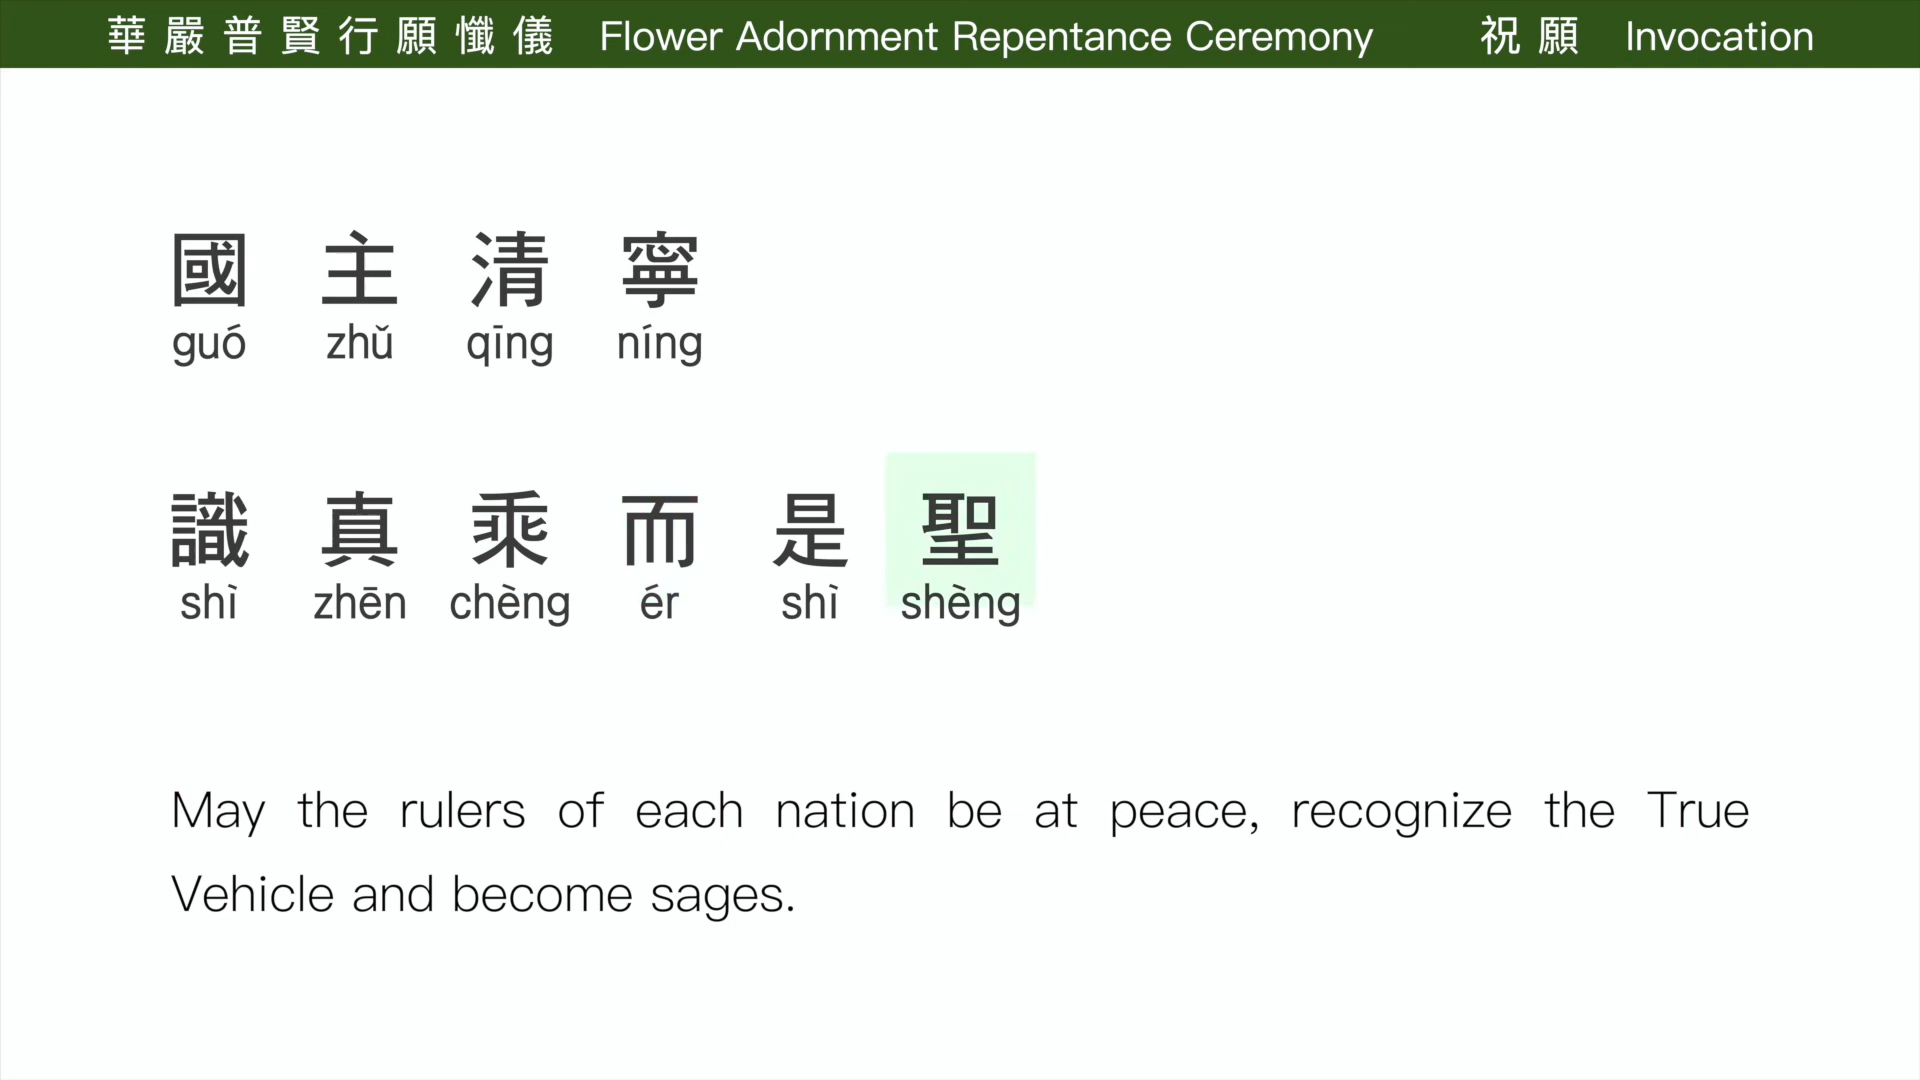 華嚴普賢行願懺儀 Flower Adornment Repentance Ceremony 祝願 Invocation
國主清寧
guó zhǔ qīng níng
識真乘而是聖
shì zhēn chèng ér shì shèng
May the rulers of each nation be at peace, recognize the True
Vehicle and become sages.